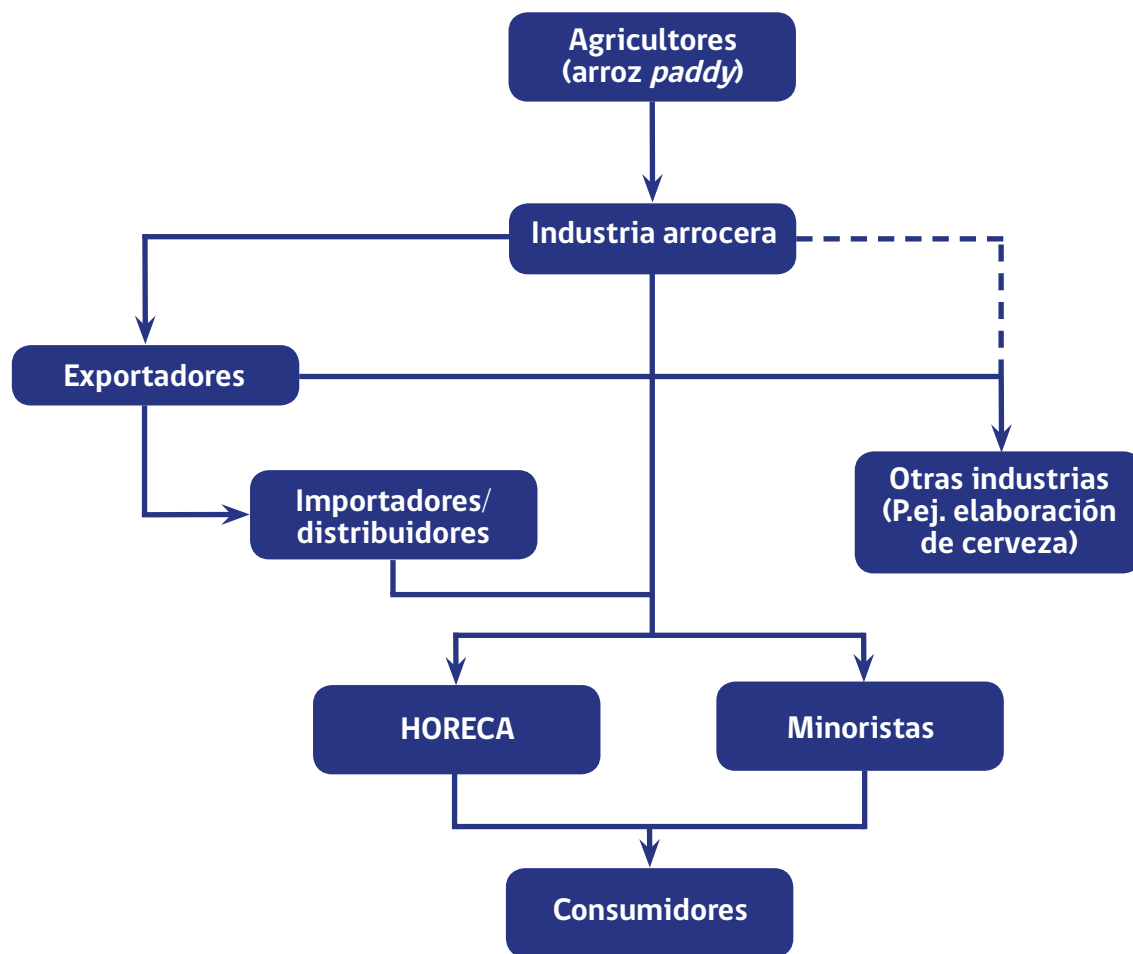 Agricultores
(arroz paddy)
Industria arrocera
Exportadores
Importadores/
distribuidores
Otras industrias
(P.ej. elaboración
de cerveza)
HORECA
Minoristas
Consumidores